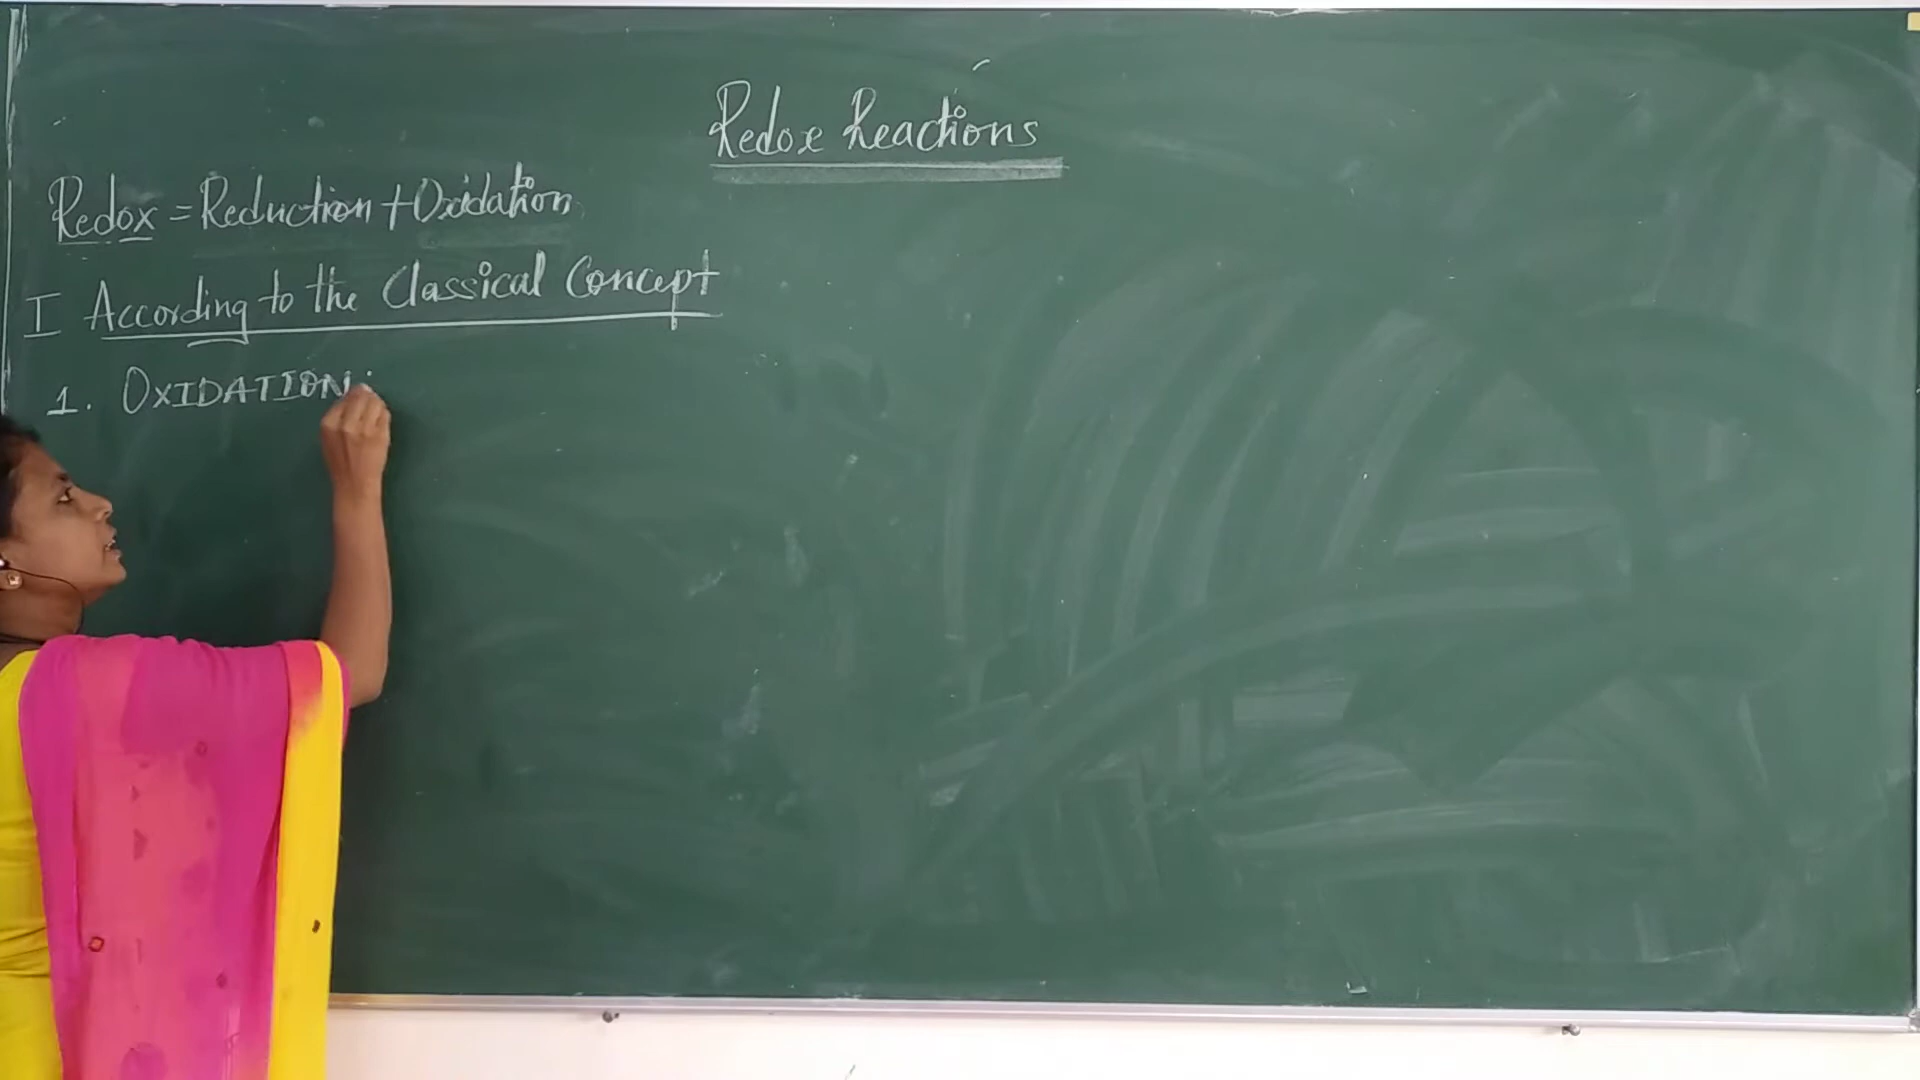 Redox Reactions
Redox = Reduction + Oxidation
I According to the Classical Concept
1. OXIDATION: